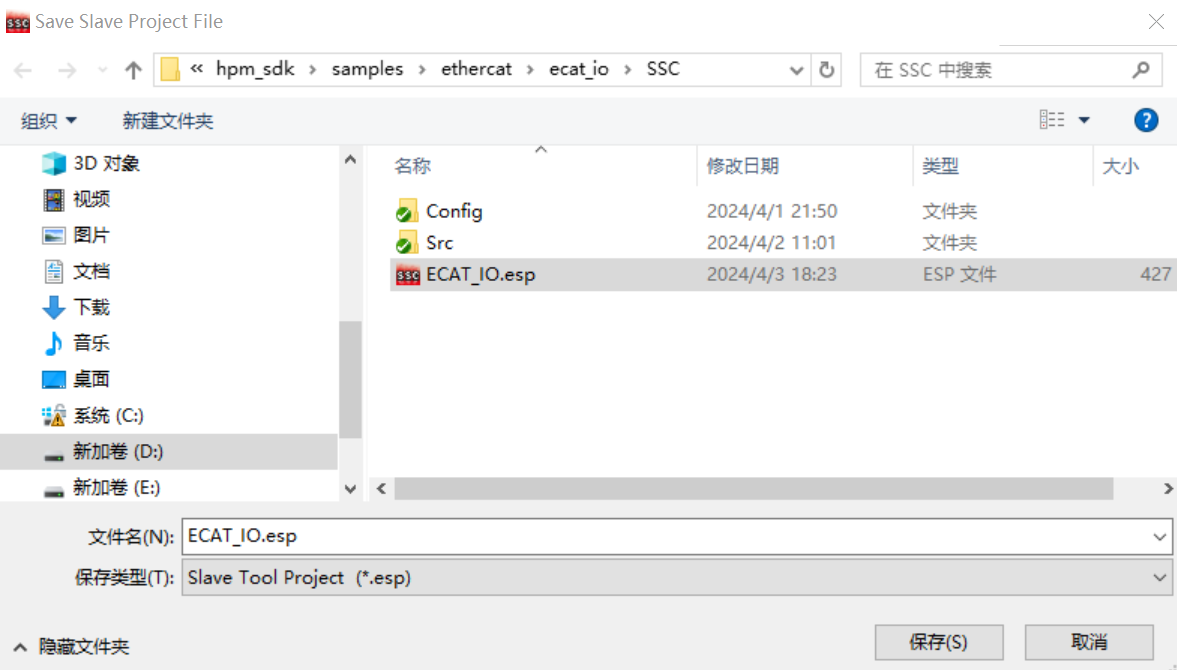 SSC Save Slave Project File
« hpm_sdk › samples › ethercat › ecat_io › SSC
在 SSC 中搜索
组织
新建文件夹
?
3D 对象
视频
图片
文档
下载
音乐
桌面
系统 (C:)
新加卷 (D:)
新加卷 (E:)
名称 修改日期 类型 大小
Config 2024/4/1 21:50 文件夹
Src 2024/4/2 11:01 文件夹
SSC ECAT_IO.esp 2024/4/3 18:23 ESP 文件 427
文件名(N): ECAT_IO.esp
保存类型(T): Slave Tool Project (*.esp)
隐藏文件夹
保存(S)
取消